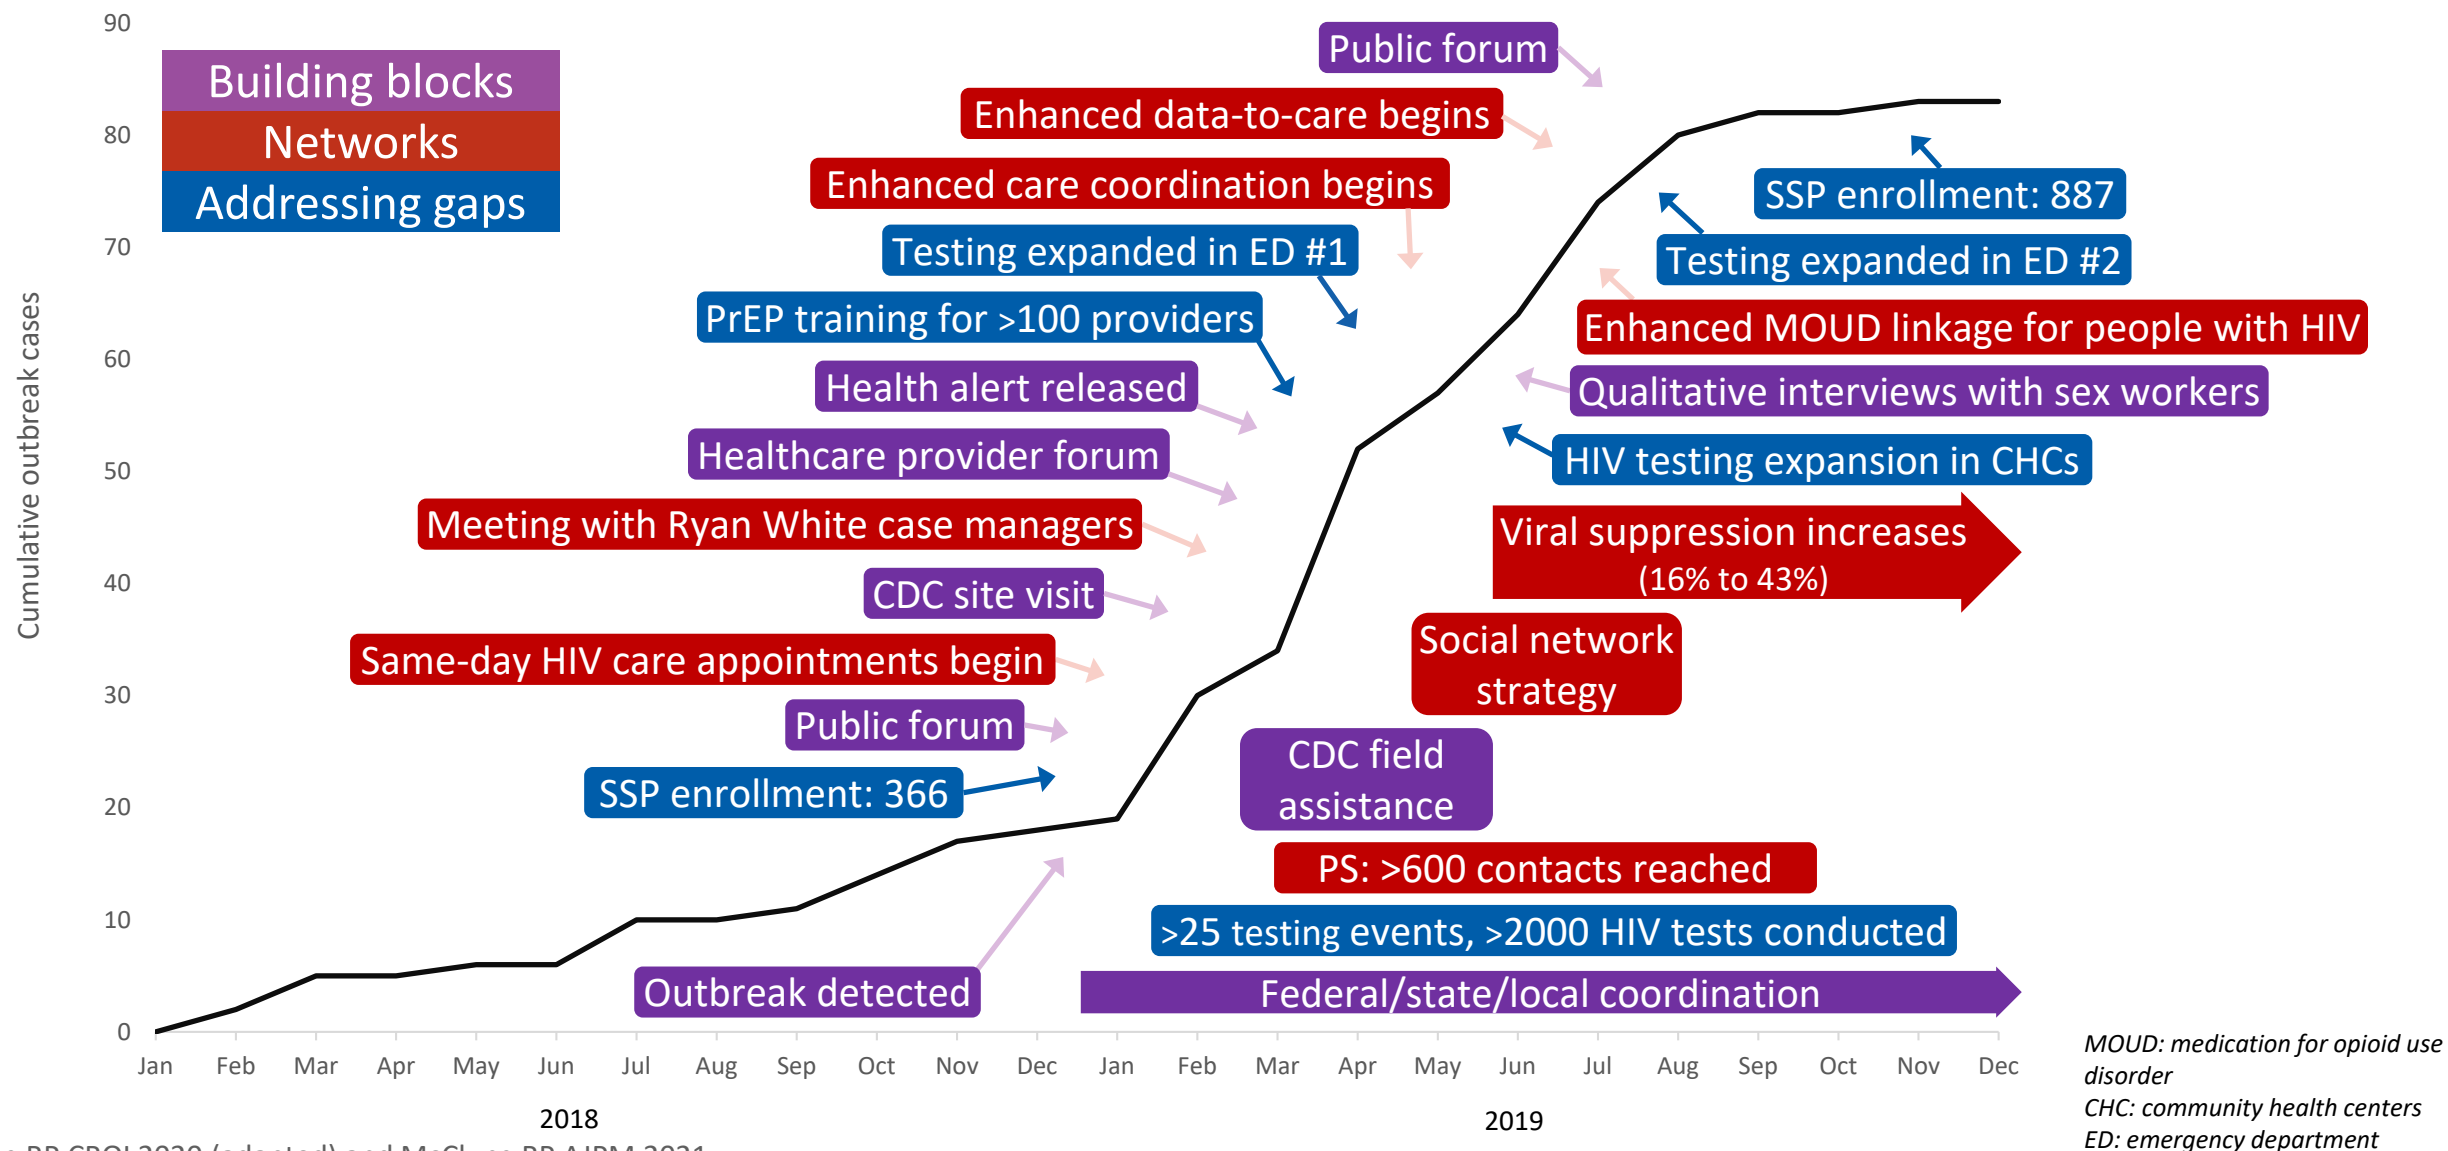 90
80
70
60
50
40
30
20
10
0
Cumulative outbreak cases
Building blocks
Networks
Addressing gaps
Public forum
Enhanced data-to-care begins
Enhanced care coordination begins
Testing expanded in ED #1
PrEP training for >100 providers
Health alert released
Healthcare provider forum
Meeting with Ryan White case managers
CDC site visit
Same-day HIV care appointments begin
Public forum
SSP enrollment: 366
Outbreak detected
SSP enrollment: 887
Testing expanded in ED #2
Enhanced MOUD linkage for people with HIV
Qualitative interviews with sex workers
HIV testing expansion in CHCs
Viral suppression increases
(16% to 43%)
Social network
strategy
CDC field
assistance
PS: >600 contacts reached
>25 testing events, >2000 HIV tests conducted
Federal/state/local coordination
Jan Feb Mar Apr May Jun Jul Aug Sep Oct Nov Dec Jan Feb Mar Apr May Jun Jul Aug Sep Oct Nov Dec
2018 2019
MOUD: medication for opioid use
disorder
CHC: community health centers
ED: emergency department